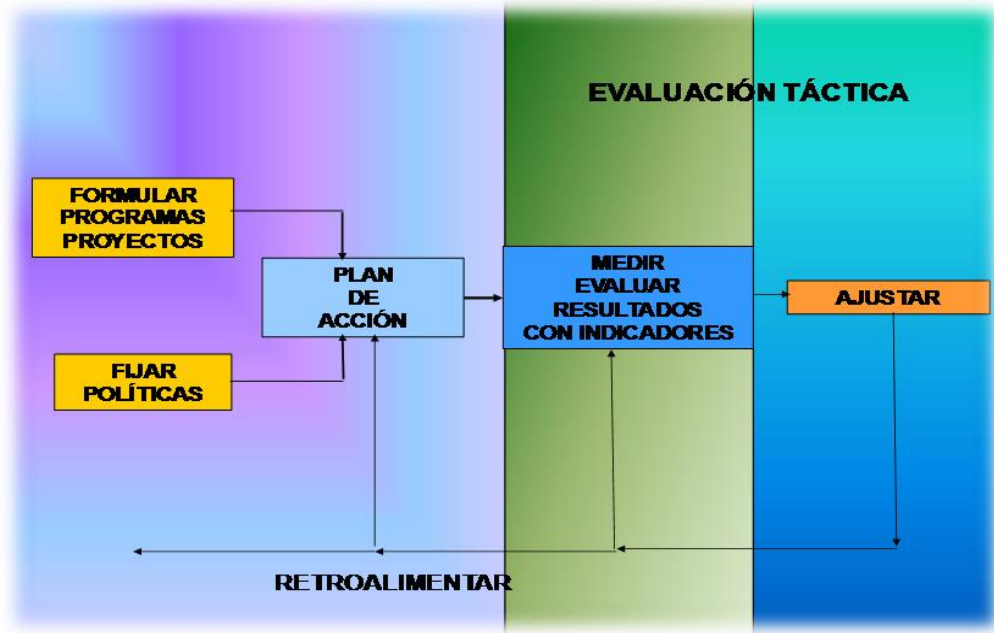 EVALUACIÓN TÁCTICA
FORMULAR
PROGRAMAS
PROYECTOS
PLAN
DE
ACCIÓN
MEDIR
EVALUAR
RESULTADOS
CON INDICADORES
AJUSTAR
FIJAR
POLÍTICAS
RETROALIMENTAR